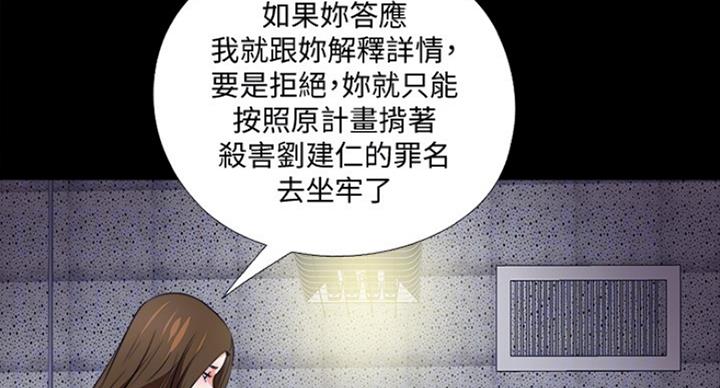 如果妳答應
我就跟妳解釋詳情，
要是拒絕，妳就只能
按照原計畫揹著
殺害劉建仁的罪名
去坐牢了